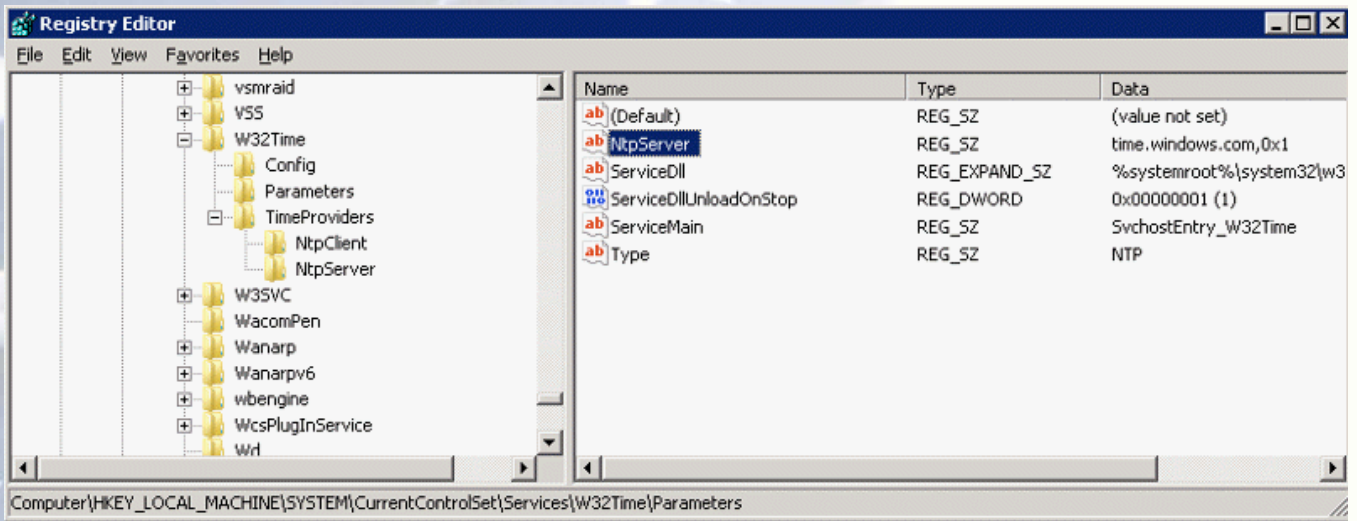 Registry Editor
File Edit View Favorites Help
vsmraid
VSS
W32Time
Config
Parameters
TimeProviders
NtpClient
NtpServer
W3SVC
WacomPen
Wanarp
Wanarpv6
wbengine
WcsPlugInService
Wd
Name Type Data
(Default) REG_SZ (value not set)
NtpServer REG_SZ time.windows.com,0x1
ServiceDll REG_EXPAND_SZ %systemroot%\system32\w3
ServiceDllUnloadOnStop REG_DWORD 0x00000001 (1)
ServiceMain REG_SZ SvchostEntry_W32Time
Type REG_SZ NTP
Computer\HKEY_LOCAL_MACHINE\SYSTEM\CurrentControlSet\Services\W32Time\Parameters